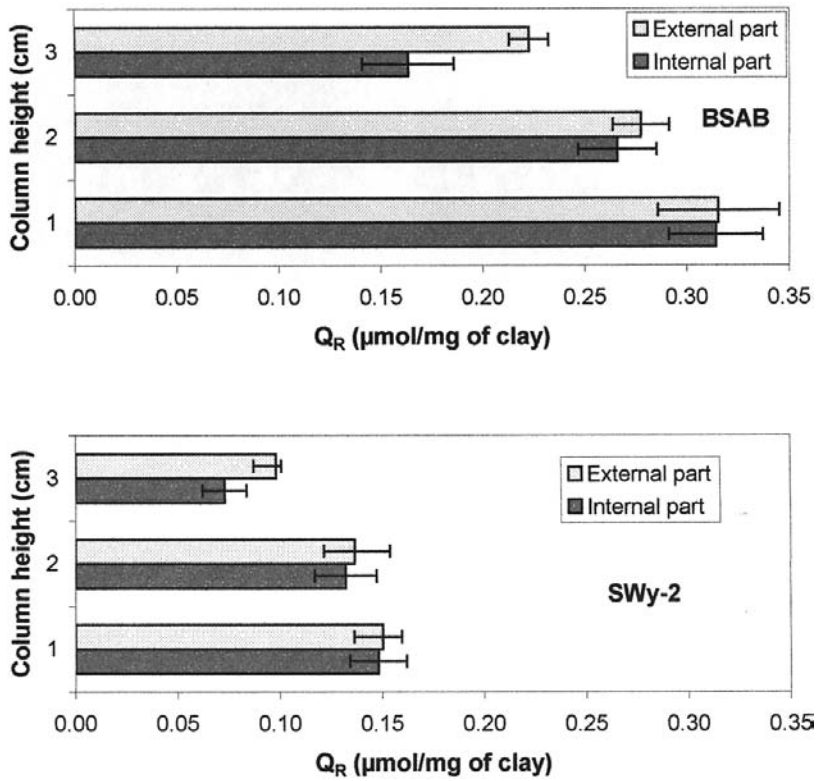 External part
Internal part
BSAB
Column height (cm)
3
2
1
0.00 0.05 0.10 0.15 0.20 0.25 0.30 0.35
QR (µmol/mg of clay)
External part
Internal part
SWy-2
Column height (cm)
3
2
1
0.00 0.05 0.10 0.15 0.20 0.25 0.30 0.35
QR (µmol/mg of clay)